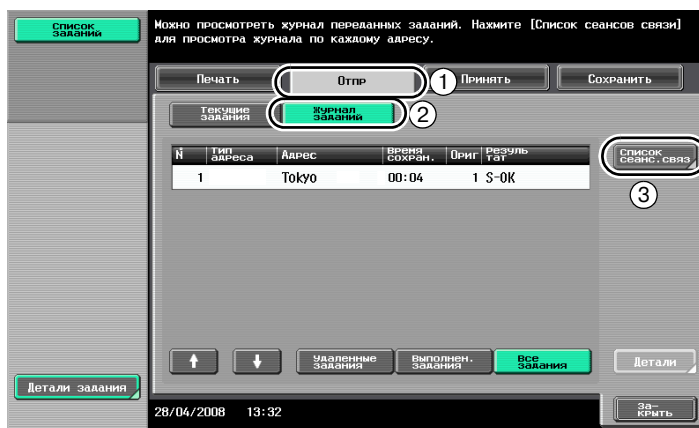 Список
заданий
Можно просмотреть журнал переданных заданий. Нажмите [Список сеансов связи]
для просмотра журнала по каждому адресу.
Печать
Отпр
1
Принять
Сохранить
Текущие
задания
Журнал
заданий
2
N
Тип
адреса
Адрес
Время
сохран.
Ориг
Резуль
тат
Список
сеанс.связ
1 Tokyo 00:04 1 S-OK
3
Удаленные
задания
Выполнен.
задания
Все
задания
Детали
Детали задания
28/04/2008 13:32
За-
крыть